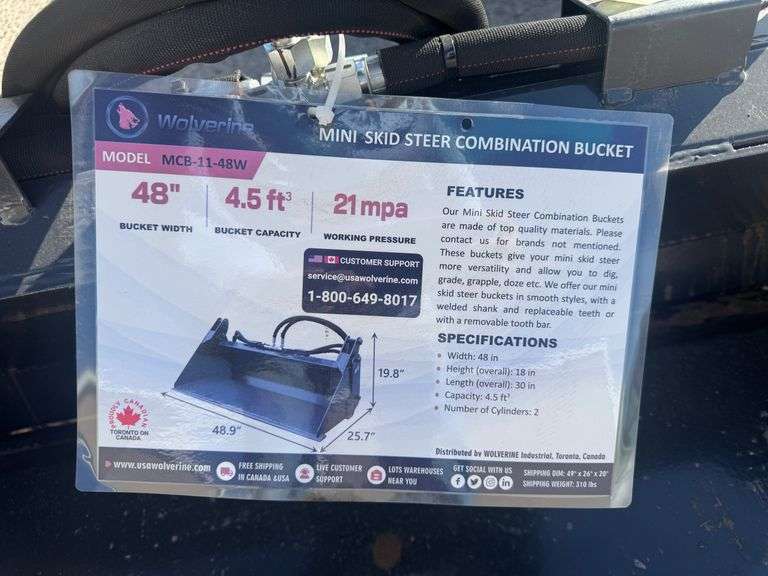 Wolverine
MINI SKID STEER COMBINATION BUCKET
MODEL MCB-11-48W
48"
BUCKET WIDTH
4.5 ft³
BUCKET CAPACITY
21 mpa
WORKING PRESSURE
CUSTOMER SUPPORT
service@usawolverine.com
1-800-649-8017
FEATURES
Our Mini Skid Steer Combination Buckets
are made of top quality materials. Please
contact us for brands not mentioned.
These buckets give your mini skid steer
more versatility and allow you to dig,
grade, grapple, doze etc. We offer our mini
skid steer buckets in smooth styles, with a
welded shank and replaceable teeth or
with a removable tooth bar.
SPECIFICATIONS
• Width: 48 in
• Height (overall): 18 in
• Length (overall): 30 in
• Capacity: 4.5 ft³
• Number of Cylinders: 2
19.8"
48.9"
25.7"
PROUDLY CANADIAN
TORONTO ON
CANADA
Distributed by WOLVERINE Industrial, Toronto, Canada
www.usawolverine.com
FREE SHIPPING
IN CANADA &USA
LIVE CUSTOMER
SUPPORT
LOTS WAREHOUSES
NEAR YOU
GET SOCIAL WITH US
SHIPPING DIM: 49" x 26" x 20"
SHIPPING WEIGHT: 310 lbs